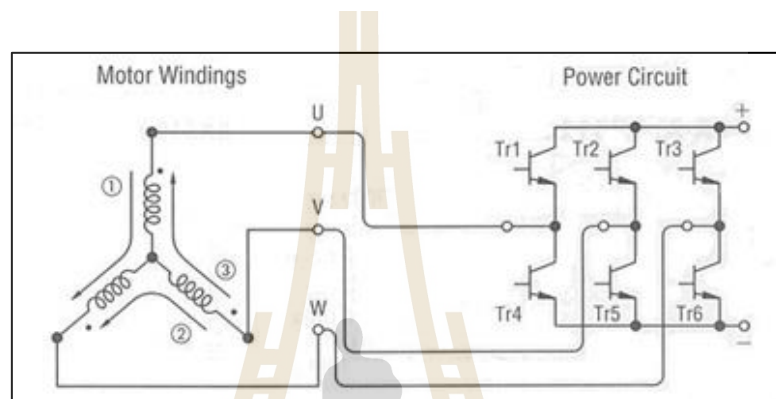 Motor Windings
Power Circuit
U
+
Tr1
Tr2
Tr3
①
V
③
W
Tr4
Tr5
Tr6
②
−